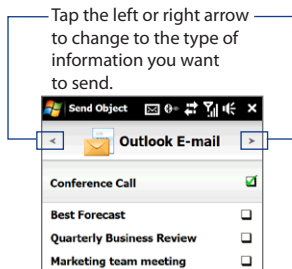 Tap the left or right arrow
to change to the type of
information you want
to send.
Send Object
Outlook E-mail
Conference Call
Best Forecast
Quarterly Business Review
Marketing team meeting